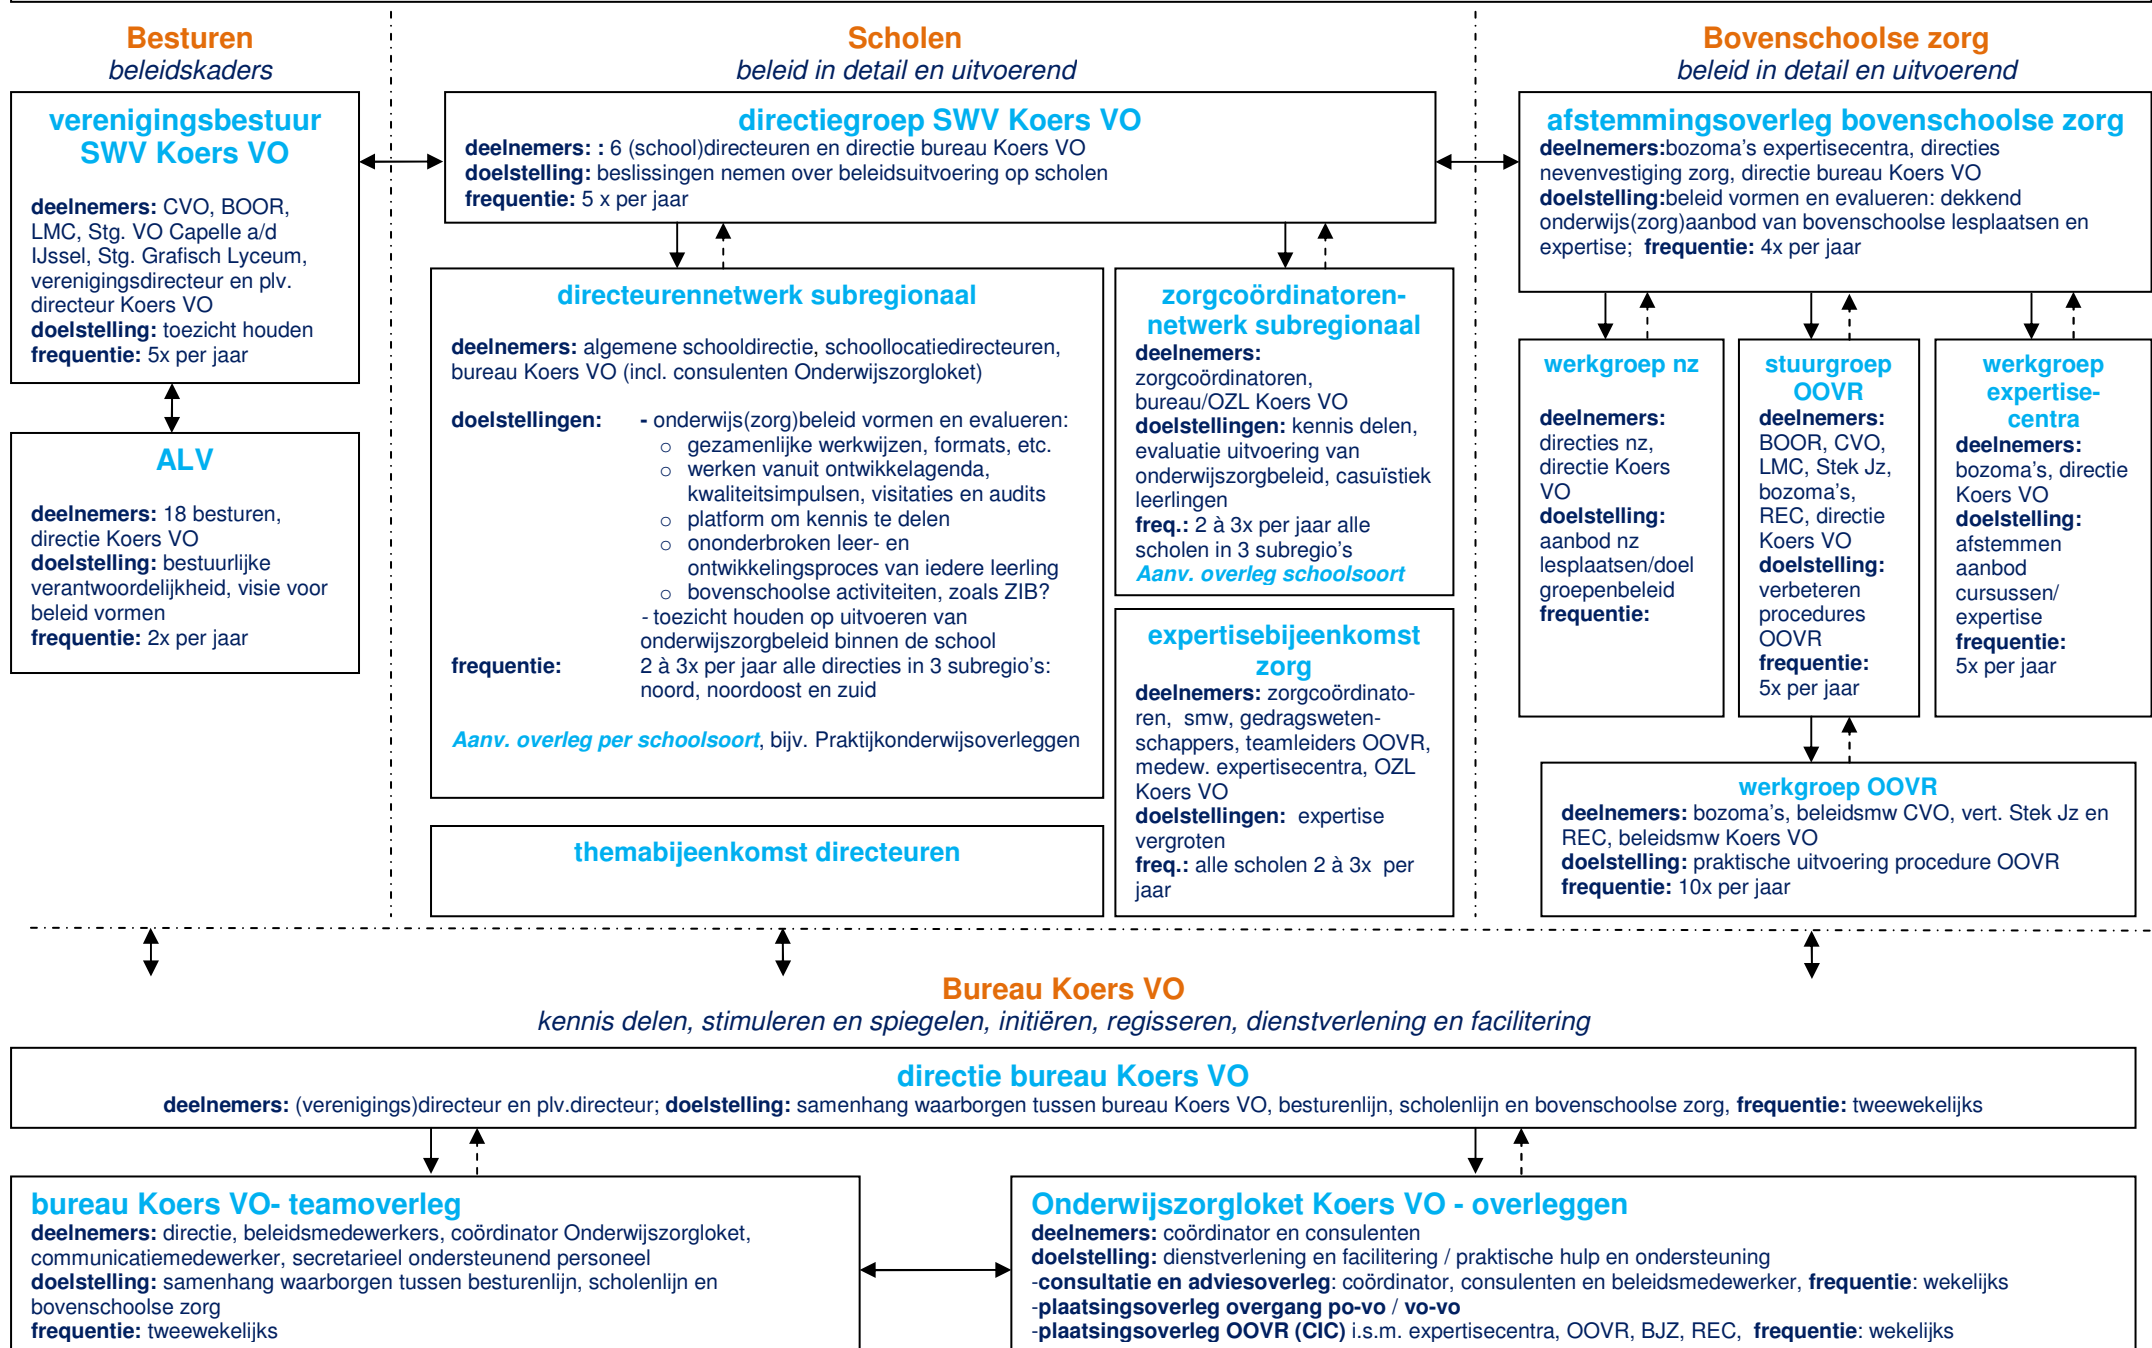 Besturen
beleidskaders
Scholen
beleid in detail en uitvoerend
Bovenschoolse zorg
beleid in detail en uitvoerend
verenigingsbestuur
SWV Koers VO
deelnemers: CVO, BOOR,
LMC, Stg. VO Capelle a/d
IJssel, Stg. Grafisch Lyceum,
verenigingsdirecteur en plv.
directeur Koers VO
doelstelling: toezicht houden
frequentie: 5x per jaar
ALV
deelnemers: 18 besturen,
directie Koers VO
doelstelling: bestuurlijke
verantwoordelijkheid, visie voor
beleid vormen
frequentie: 2x per jaar
directiegroep SWV Koers VO
deelnemers: : 6 (school)directeuren en directie bureau Koers VO
doelstelling: beslissingen nemen over beleidsuitvoering op scholen
frequentie: 5 x per jaar
directeurennetwerk subregionaal
deelnemers: algemene schooldirectie, schoollocatiedirecteuren,
bureau Koers VO (incl. consulenten Onderwijszorgloket)
doelstellingen: - onderwijs(zorg)beleid vormen en evalueren:
o gezamenlijke werkwijzen, formats, etc.
o werken vanuit ontwikkelagenda,
kwaliteitsimpulsen, visitaties en audits
o platform om kennis te delen
o ononderbroken leer- en
ontwikkelingsproces van iedere leerling
o bovenschoolse activiteiten, zoals ZIB?
- toezicht houden op uitvoeren van
onderwijszorgbeleid binnen de school
frequentie: 2 à 3x per jaar alle directies in 3 subregio's:
noord, noordoost en zuid
Aanv. overleg per schoolsoort, bijv. Praktijkonderwijsoverleggen
themabijeenkomst directeuren
zorgcoördinatoren-
netwerk subregionaal
deelnemers:
zorgcoördinatoren,
bureau/OZL Koers VO
doelstellingen: kennis delen,
evaluatie uitvoering van
onderwijszorgbeleid, casuïstiek
leerlingen
freq.: 2 à 3x per jaar alle
scholen in 3 subregio's
Aanv. overleg schoolsoort
expertisebijeenkomst
zorg
deelnemers: zorgcoördinato-
ren, smw, gedragsweten-
schappers, teamleiders OOVR,
medew. expertisecentra, OZL
Koers VO
doelstellingen: expertise
vergroten
freq.: alle scholen 2 à 3x per
jaar
afstemmingsoverleg bovenschoolse zorg
deelnemers:bozoma's expertisecentra, directies
nevenvestiging zorg, directie bureau Koers VO
doelstelling:beleid vormen en evalueren: dekkend
onderwijs(zorg)aanbod van bovenschoolse lesplaatsen en
expertise; frequentie: 4x per jaar
werkgroep nz
deelnemers:
directies nz,
directie Koers
VO
doelstelling:
aanbod nz
lesplaatsen/doel
groepenbeleid
frequentie:
stuurgroep
OOVR
deelnemers:
BOOR, CVO,
LMC, Stek Jz,
bozoma's,
REC, directie
Koers VO
doelstelling:
verbeteren
procedures
OOVR
frequentie:
5x per jaar
werkgroep
expertise-
centra
deelnemers:
bozoma's, directie
Koers VO
doelstelling:
afstemmen
aanbod
cursussen/
expertise
frequentie:
5x per jaar
werkgroep OOVR
deelnemers: bozoma's, beleidsmw CVO, vert. Stek Jz en
REC, beleidsmw Koers VO
doelstelling: praktische uitvoering procedure OOVR
frequentie: 10x per jaar
Bureau Koers VO
kennis delen, stimuleren en spiegelen, initiëren, regisseren, dienstverlening en facilitering
directie bureau Koers VO
deelnemers: (verenigings)directeur en plv.directeur; doelstelling: samenhang waarborgen tussen bureau Koers VO, besturenlijn, scholenlijn en bovenschoolse zorg, frequentie: tweewekelijks
bureau Koers VO- teamoverleg
deelnemers: directie, beleidsmedewerkers, coördinator Onderwijszorgloket,
communicatiemedewerker, secretarieel ondersteunend personeel
doelstelling: samenhang waarborgen tussen besturenlijn, scholenlijn en
bovenschoolse zorg
frequentie: tweewekelijks
Onderwijszorgloket Koers VO - overleggen
deelnemers: coördinator en consulenten
doelstelling: dienstverlening en facilitering / praktische hulp en ondersteuning
-consultatie en adviesoverleg: coördinator, consulenten en beleidsmedewerker, frequentie: wekelijks
-plaatsingsoverleg overgang po-vo / vo-vo
-plaatsingsoverleg OOVR (CIC) i.s.m. expertisecentra, OOVR, BJZ, REC, frequentie: wekelijks